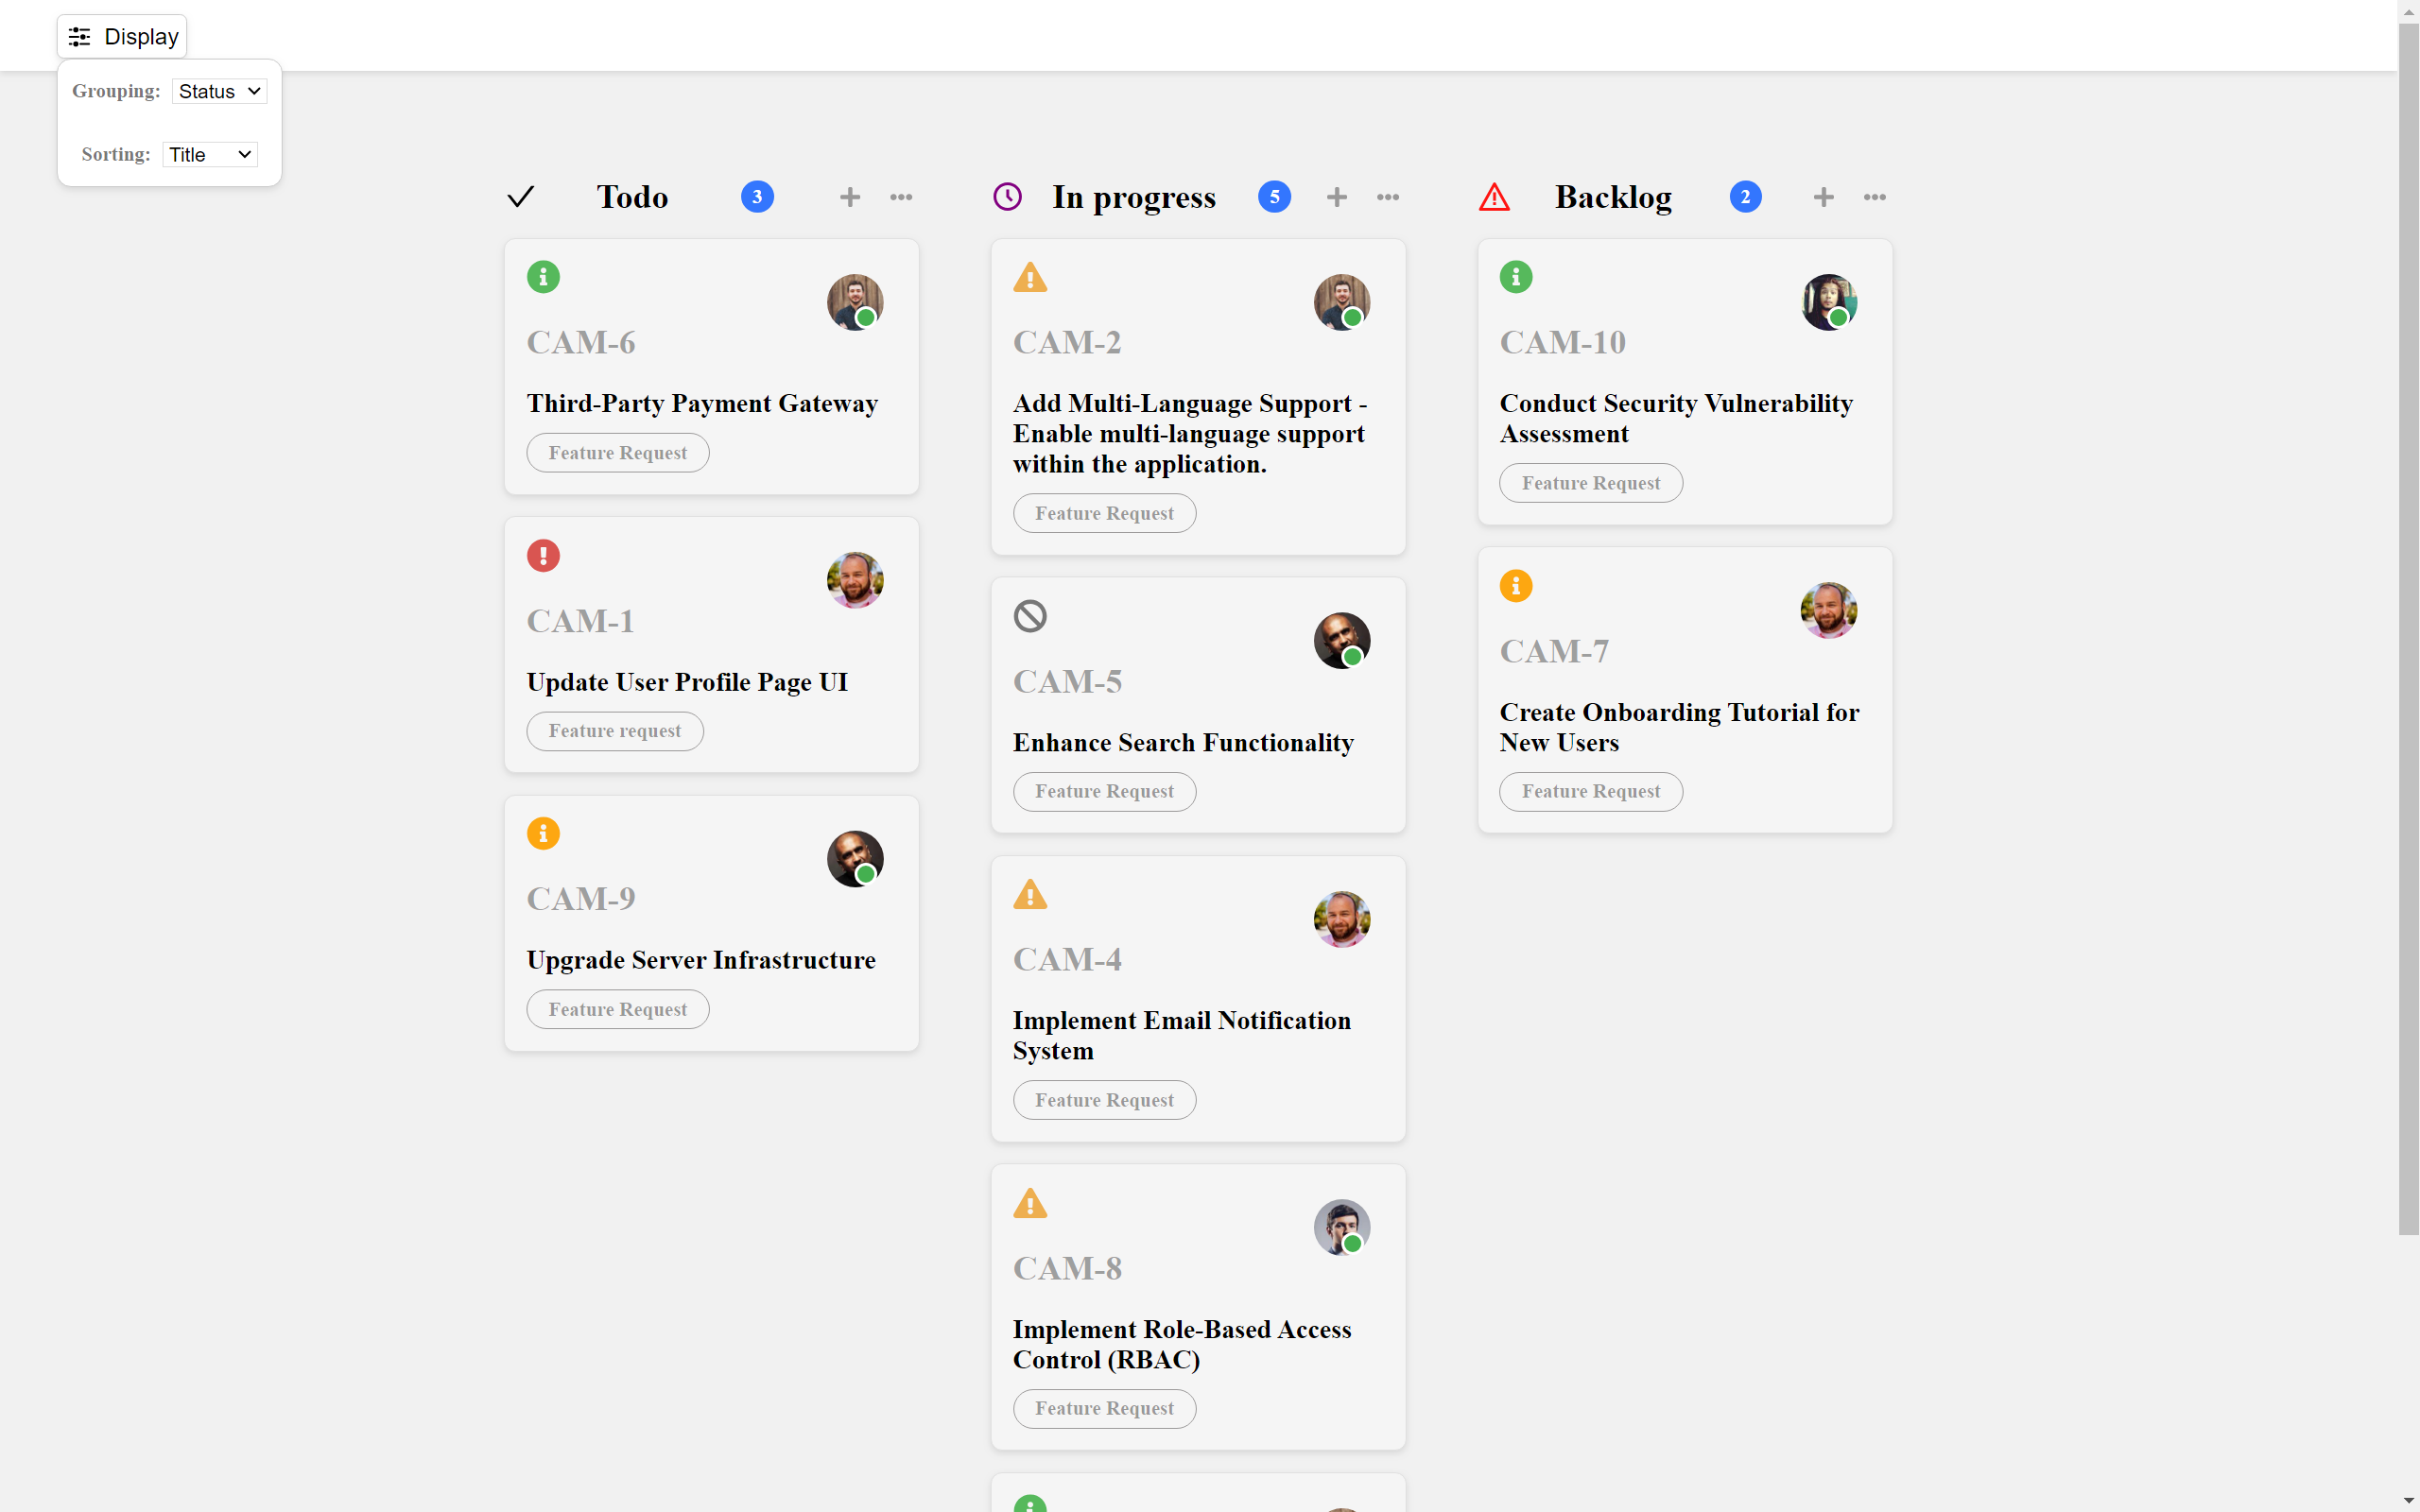 Display
Grouping: Status
Sorting: Title
Todo 3
CAM-6
Third-Party Payment Gateway
Feature Request
CAM-1
Update User Profile Page UI
Feature request
CAM-9
Upgrade Server Infrastructure
Feature Request
In progress 5
CAM-2
Add Multi-Language Support -
Enable multi-language support
within the application.
Feature Request
CAM-5
Enhance Search Functionality
Feature Request
CAM-4
Implement Email Notification
System
Feature Request
CAM-8
Implement Role-Based Access
Control (RBAC)
Feature Request
Backlog 2
CAM-10
Conduct Security Vulnerability
Assessment
Feature Request
CAM-7
Create Onboarding Tutorial for
New Users
Feature Request